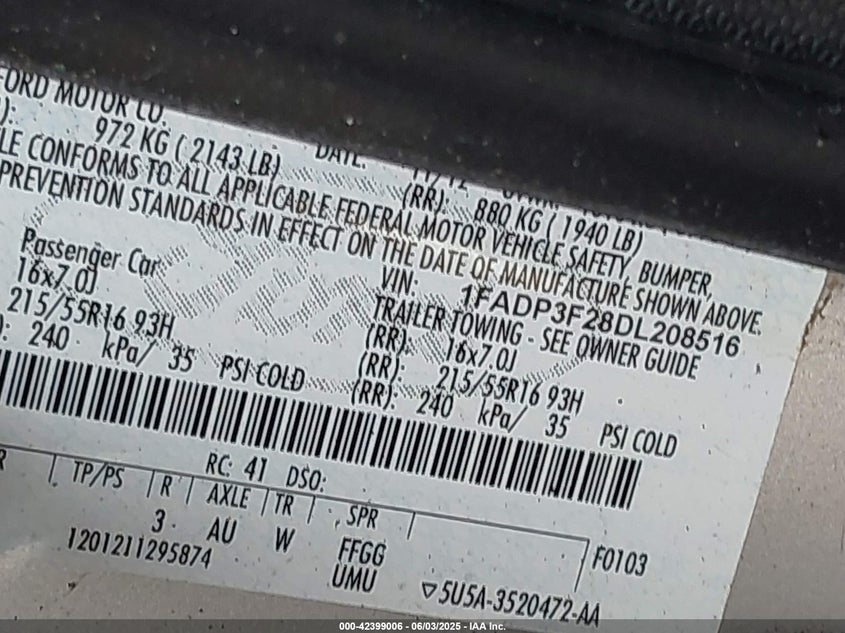 FORD MOTOR CO.
DATE: 11/12
972 KG ( 2143 LB) (RR): 880 KG ( 1940 LB)
LE CONFORMS TO ALL APPLICABLE FEDERAL MOTOR VEHICLE SAFETY, BUMPER,
PREVENTION STANDARDS IN EFFECT ON THE DATE OF MANUFACTURE SHOWN ABOVE.
VIN: 1FADP3F28DL208516
Passenger Car TRAILER TOWING - SEE OWNER GUIDE
16x7.0J (RR): 16x7.0J
215/55R16 93H (RR): 215/55R16 93H
240 kPa/ 35 PSI COLD (RR): 240 kPa/ 35 PSI COLD
RC: 41 DSO:
TP/PS R AXLE TR SPR
3 AU W FFGG F0103
1201211295874 UMU ▽5U5A-3520472-AA
000-42399006 - 06/03/2025 - IAA Inc.